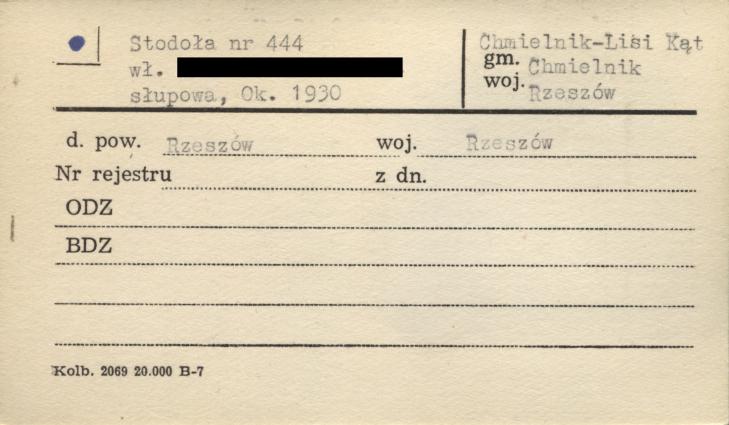 Stodoła nr 444
wł.
słupowa, Ok. 1930
Chmielnik-Lisi Kąt
gm. Chmielnik
woj. Rzeszów
d. pow. Rzeszów woj. Rzeszów
Nr rejestru z dn.
ODZ
BDZ
Kolb. 2069 20.000 B-7